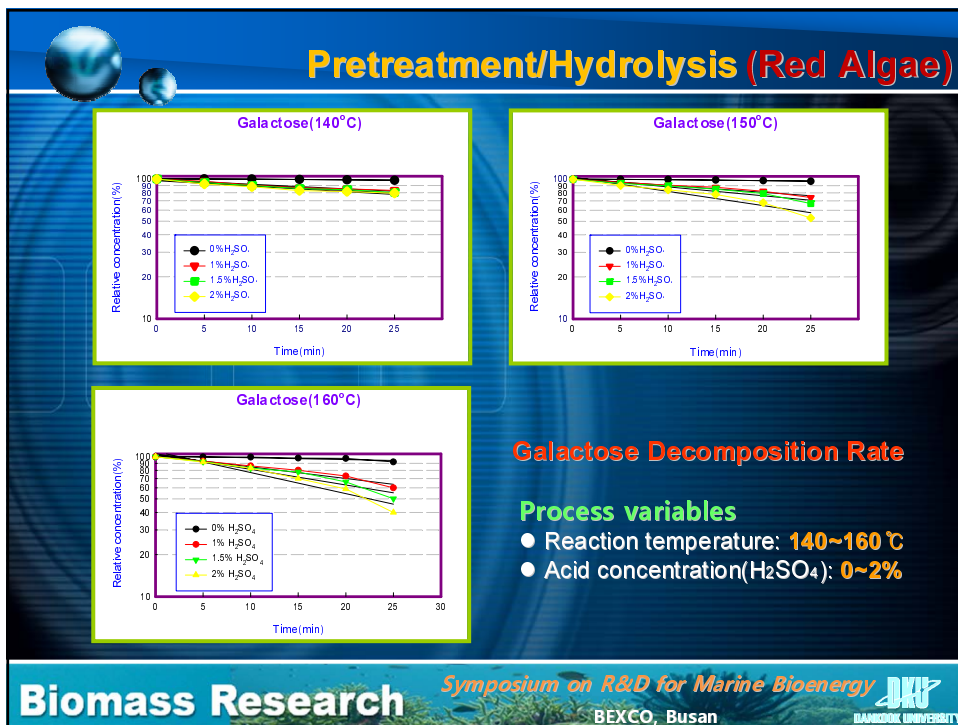 Pretreatment/Hydrolysis (Red Algae)
Galactose(140°C)
Relative concentration(%)
100
90
80
70
60
50
40
30
20
10
0%H2SO4
1%H2SO4
1.5%H2SO4
2%H2SO4
0 5 10 15 20 25
Time(min)
Galactose(150°C)
Relative concentration(%)
100
90
80
70
60
50
40
30
20
10
0%H2SO4
1%H2SO4
1.5%H2SO4
2%H2SO4
0 5 10 15 20 25
Time(min)
Galactose(160°C)
Relative concentration(%)
100
90
80
70
60
50
40
30
20
10
0% H2SO4
1% H2SO4
1.5% H2SO4
2% H2SO4
0 5 10 15 20 25 30
Time(min)
Galactose Decomposition Rate
Process variables
● Reaction temperature: 140~160℃
● Acid concentration(H2SO4): 0~2%
Biomass Research
Symposium on R&D for Marine Bioenergy
BEXCO, Busan
DKU
DANKOOK UNIVERSITY